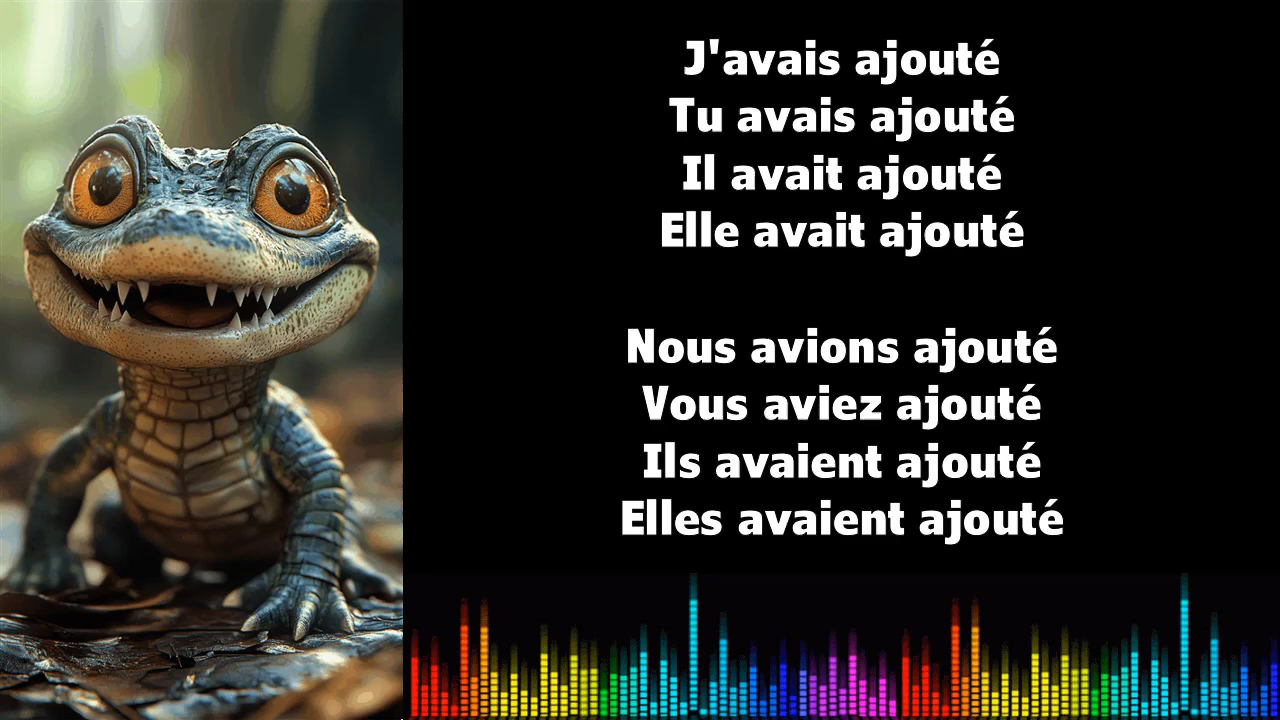 J'avais ajouté
Tu avais ajouté
Il avait ajouté
Elle avait ajouté
Nous avions ajouté
Vous aviez ajouté
Ils avaient ajouté
Elles avaient ajouté